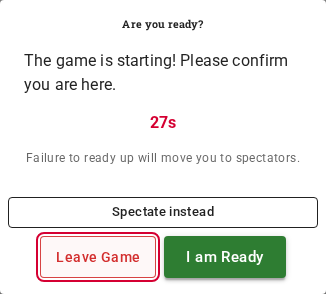 Are you ready?
The game is starting! Please confirm
you are here.
27s
Failure to ready up will move you to spectators.
Spectate instead
Leave Game
I am Ready